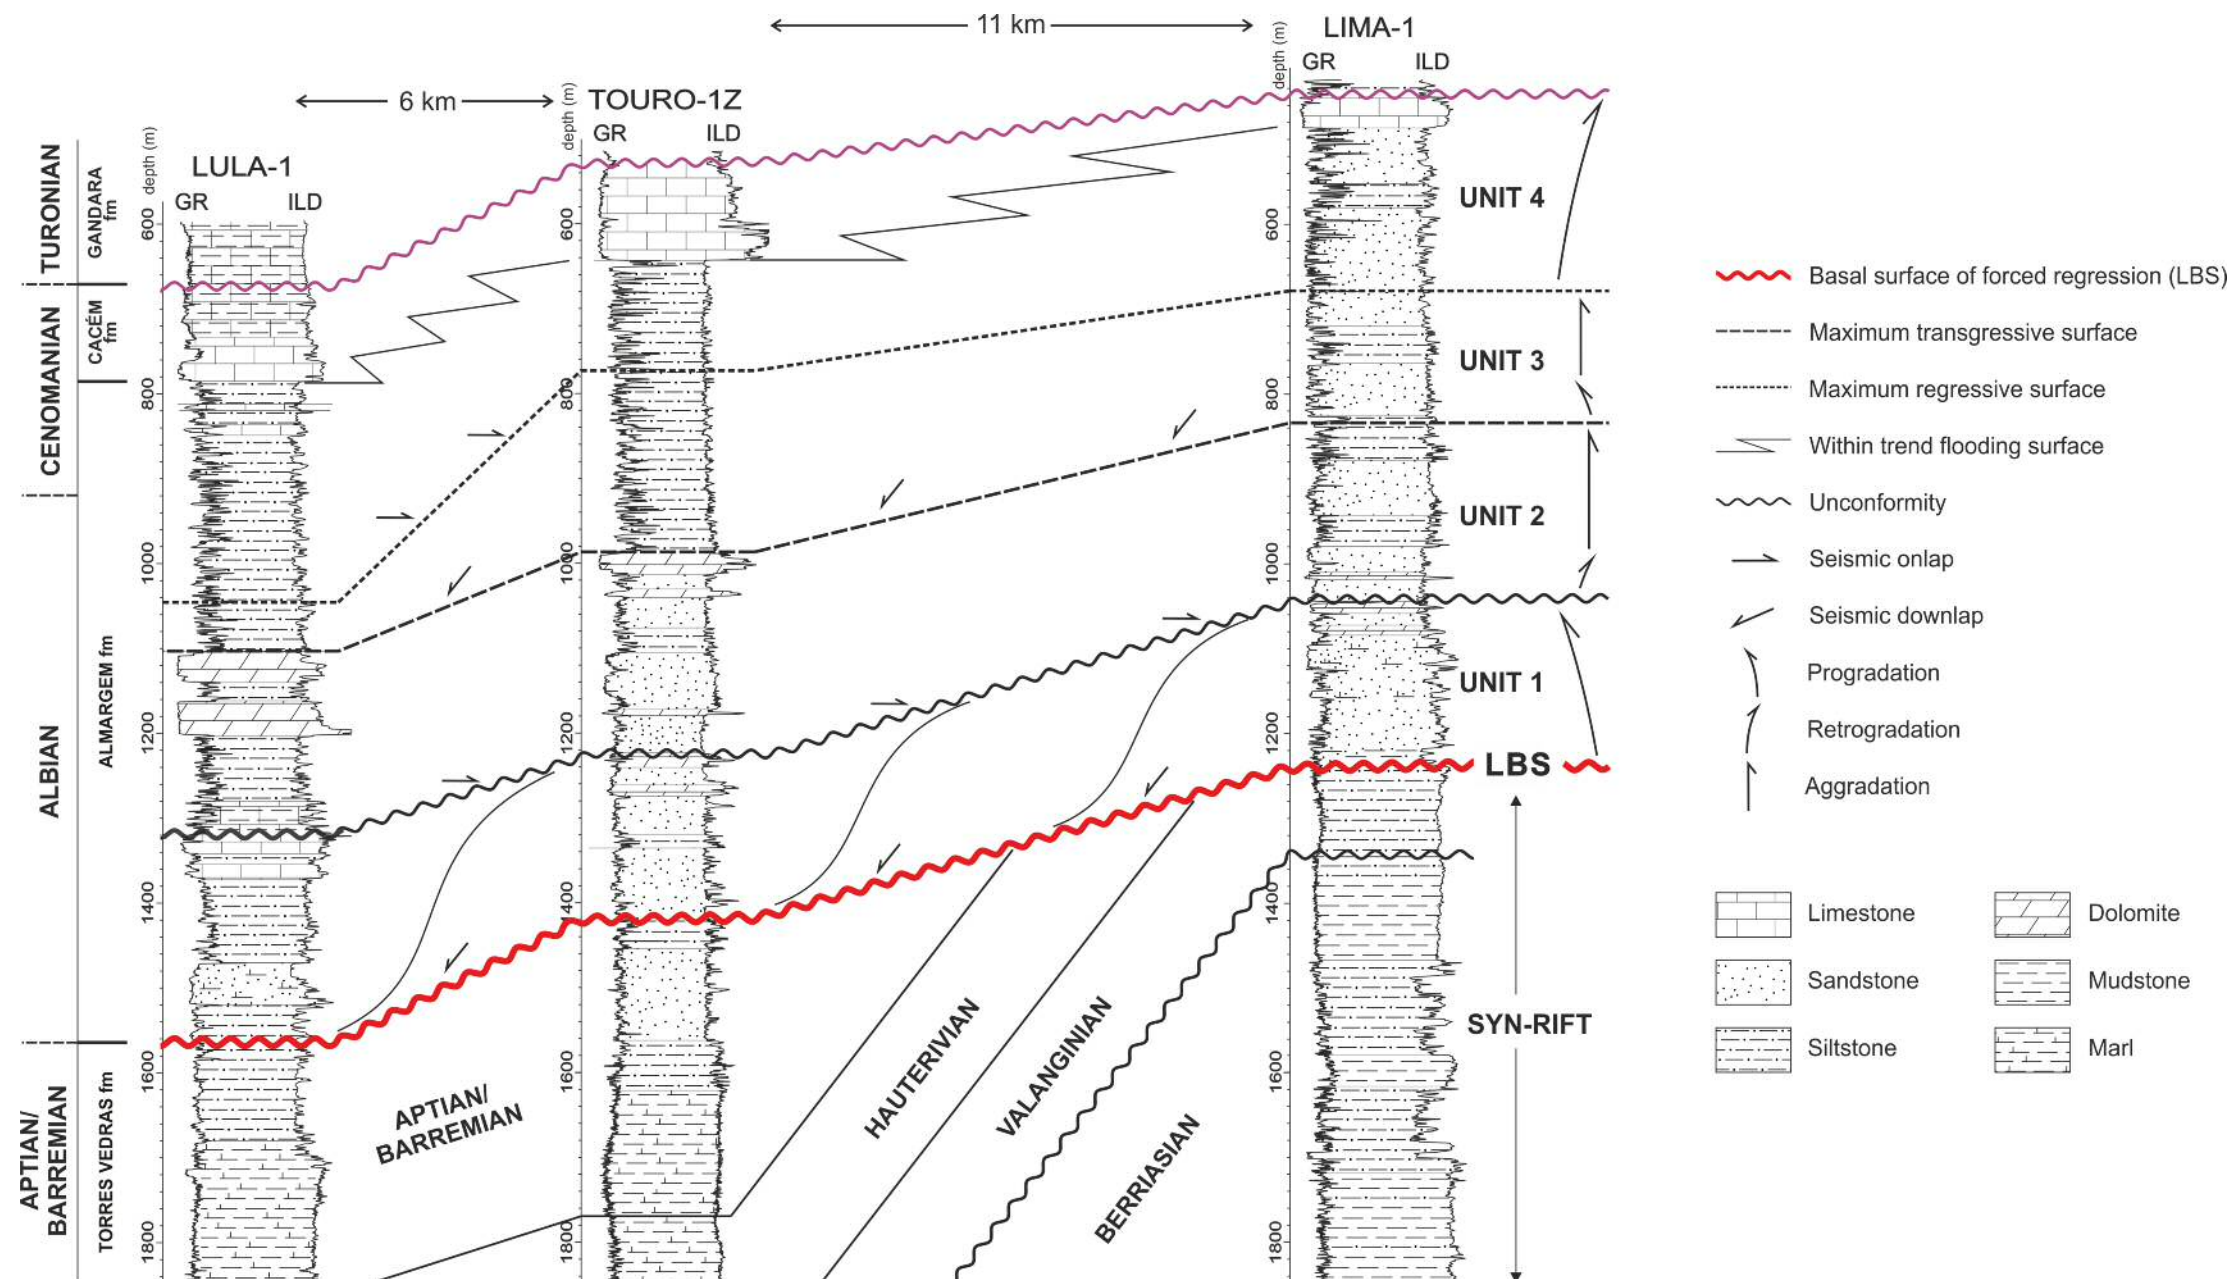 11 km
LIMA-1
depth (m)
GR
ILD
6 km
TOURO-1Z
depth (m)
GR
ILD
LULA-1
depth (m)
GR
ILD
TURONIAN
GANDARA
fm
CENOMANIAN
CACÉM
fm
ALBIAN
ALMARGEM fm
APTIAN/
BARREMIAN
TORRES VEDRAS fm
600
800
1000
1200
1400
1600
1800
600
800
1000
1200
1400
1600
1800
600
800
1000
1200
1400
1600
1800
UNIT 4
UNIT 3
UNIT 2
UNIT 1
LBS
SYN-RIFT
APTIAN/
BARREMIAN
HAUTERIVIAN
VALANGINIAN
BERRIASIAN
Basal surface of forced regression (LBS)
Maximum transgressive surface
Maximum regressive surface
Within trend flooding surface
Unconformity
Seismic onlap
Seismic downlap
Progradation
Retrogradation
Aggradation
Limestone
Dolomite
Sandstone
Mudstone
Siltstone
Marl